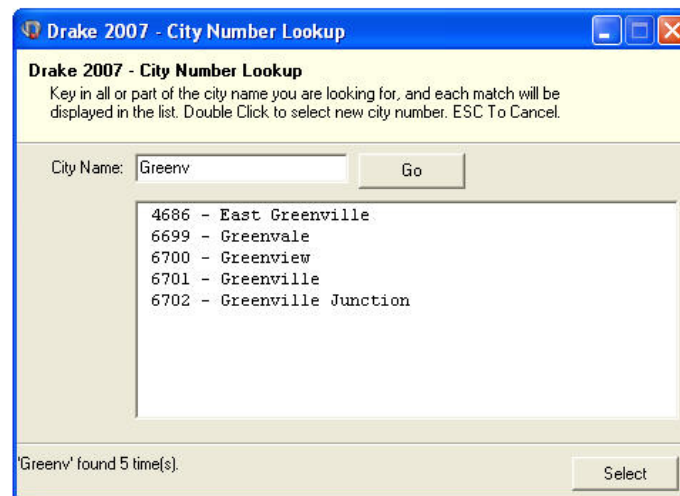 Drake 2007 - City Number Lookup
Drake 2007 - City Number Lookup
Key in all or part of the city name you are looking for, and each match will be
displayed in the list. Double Click to select new city number. ESC To Cancel.
City Name: Greenv Go
4686 - East Greenville
6699 - Greenvale
6700 - Greenview
6701 - Greenville
6702 - Greenville Junction
'Greenv' found 5 time(s).
Select